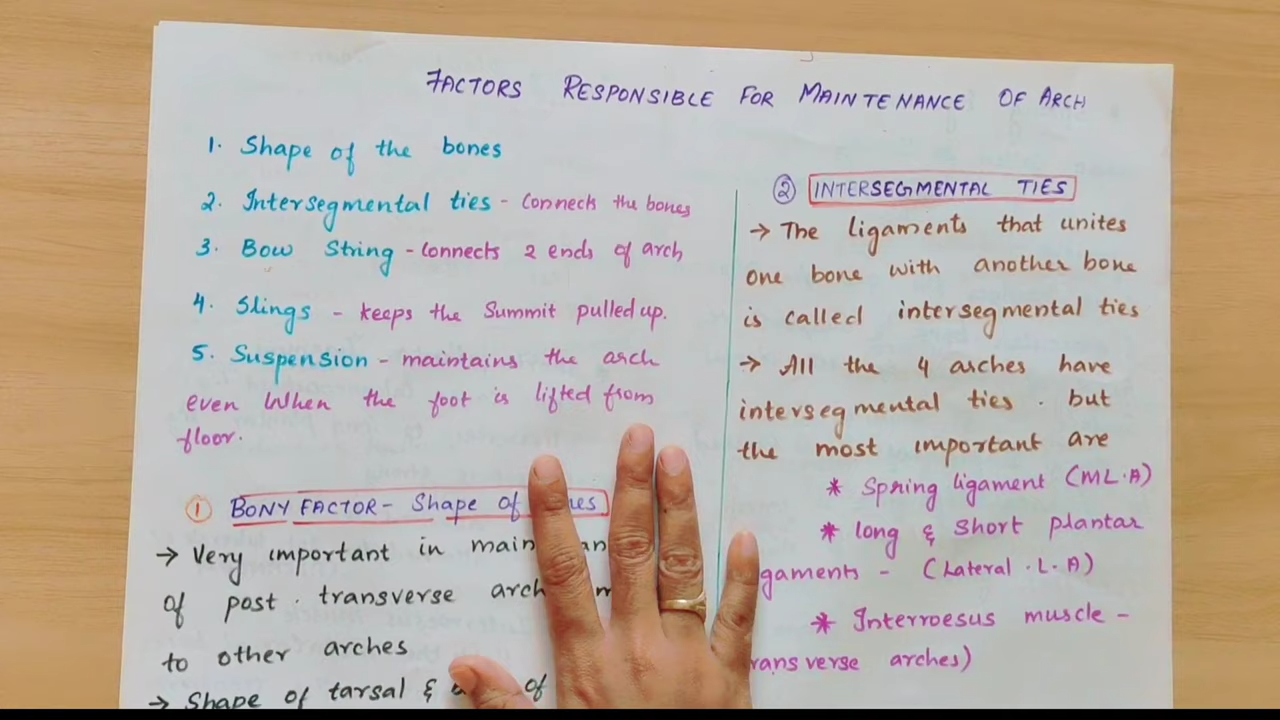 FACTORS RESPONSIBLE FOR MAINTENANCE OF ARCH
1. Shape of the bones
2. Intersegmental ties - Connects the bones
3. Bow String - Connects 2 ends of arch
4. Slings - keeps the Summit pulled up.
5. Suspension - maintains the arch
even When the foot is lifted from
floor.
1 BONY FACTOR - Shape of
→ Very important in
of post. transverse
to other arches
→ Shape of tarsal & of
2 INTERSEGMENTAL TIES
→ The ligaments that unites
one bone with another bone
is called intersegmental ties
→ All the 4 arches have
intersegmental ties. but
the most important are
* Spring ligament (ML.A)
* long & short plantar
gaments - (Lateral.L.A)
* Interroesus muscle -
ransverse arches)